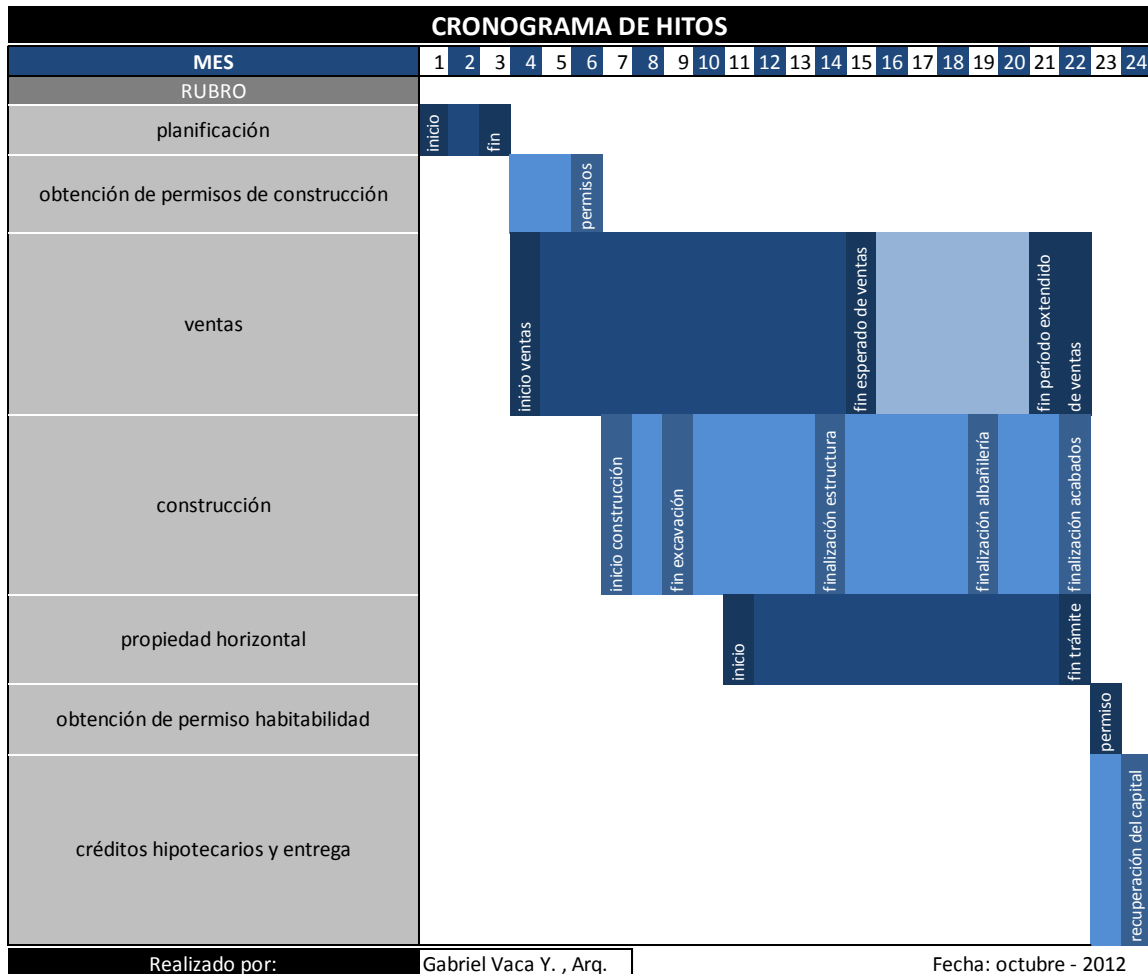 CRONOGRAMA DE HITOS
MES 1 2 3 4 5 6 7 8 9 10 11 12 13 14 15 16 17 18 19 20 21 22 23 24
RUBRO
planificación
inicio
fin
obtención de permisos de construcción
permisos
ventas
inicio ventas
fin esperado de ventas
fin período extendido
de ventas
construcción
inicio construcción
fin excavación
finalización estructura
finalización albañilería
finalización acabados
propiedad horizontal
inicio
fin trámite
obtención de permiso habitabilidad
permiso
créditos hipotecarios y entrega
recuperación del capital
Realizado por: Gabriel Vaca Y. , Arq. Fecha: octubre - 2012